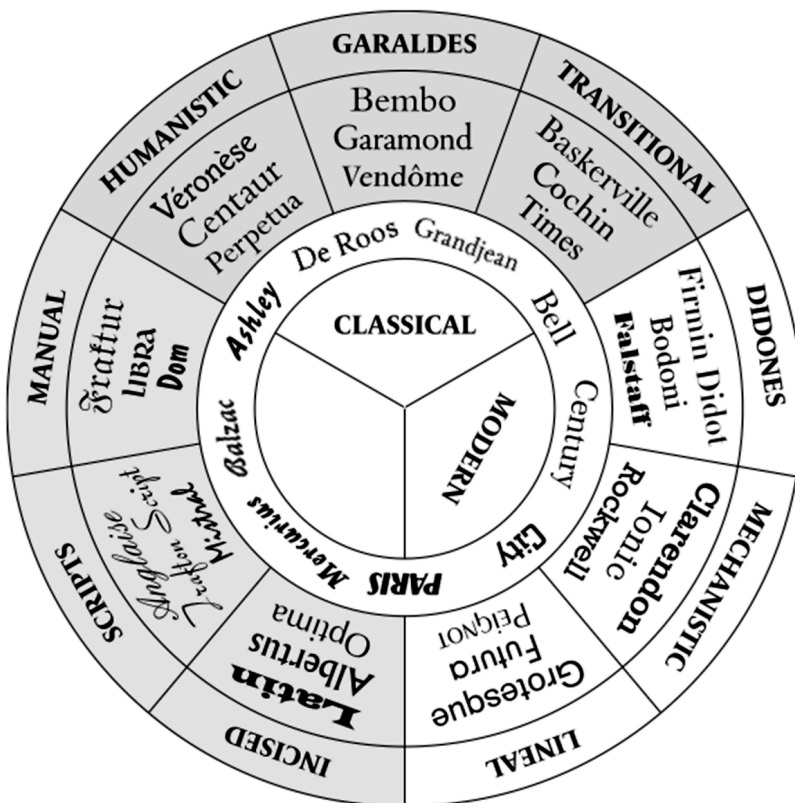 GARALDES
Bembo
Garamond
Vendôme
TRANSITIONAL
Baskerville
Cochin
Times
DIDONES
Firmin Didot
Bodoni
Falstaff
MECHANISTIC
Clarendon
Ionic
Rockwell
LINEAL
PEIGNOT
Futura
Grotesque
INCISED
Optima
Albertus
Latin
SCRIPTS
Anglaise
Trafton Script
Mistral
MANUAL
Fraktur
LIBRA
Dom
HUMANISTIC
Véronèse
Centaur
Perpetua
De Roos
Grandjean
Bell
Century
City
PARIS
Mercurius
Balzac
Ashley
CLASSICAL
MODERN